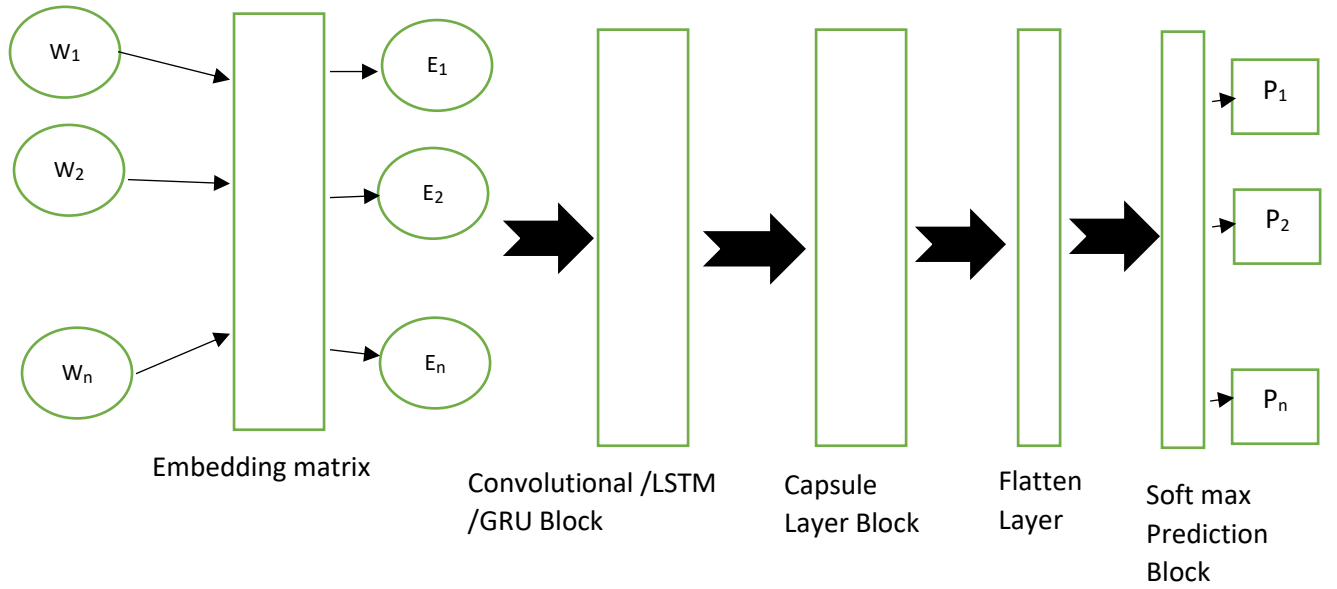 W1
E1
P1
W2
E2
P2
Wn
En
Pn
Embedding matrix
Convolutional /LSTM
/GRU Block
Capsule
Layer Block
Flatten
Layer
Soft max
Prediction
Block